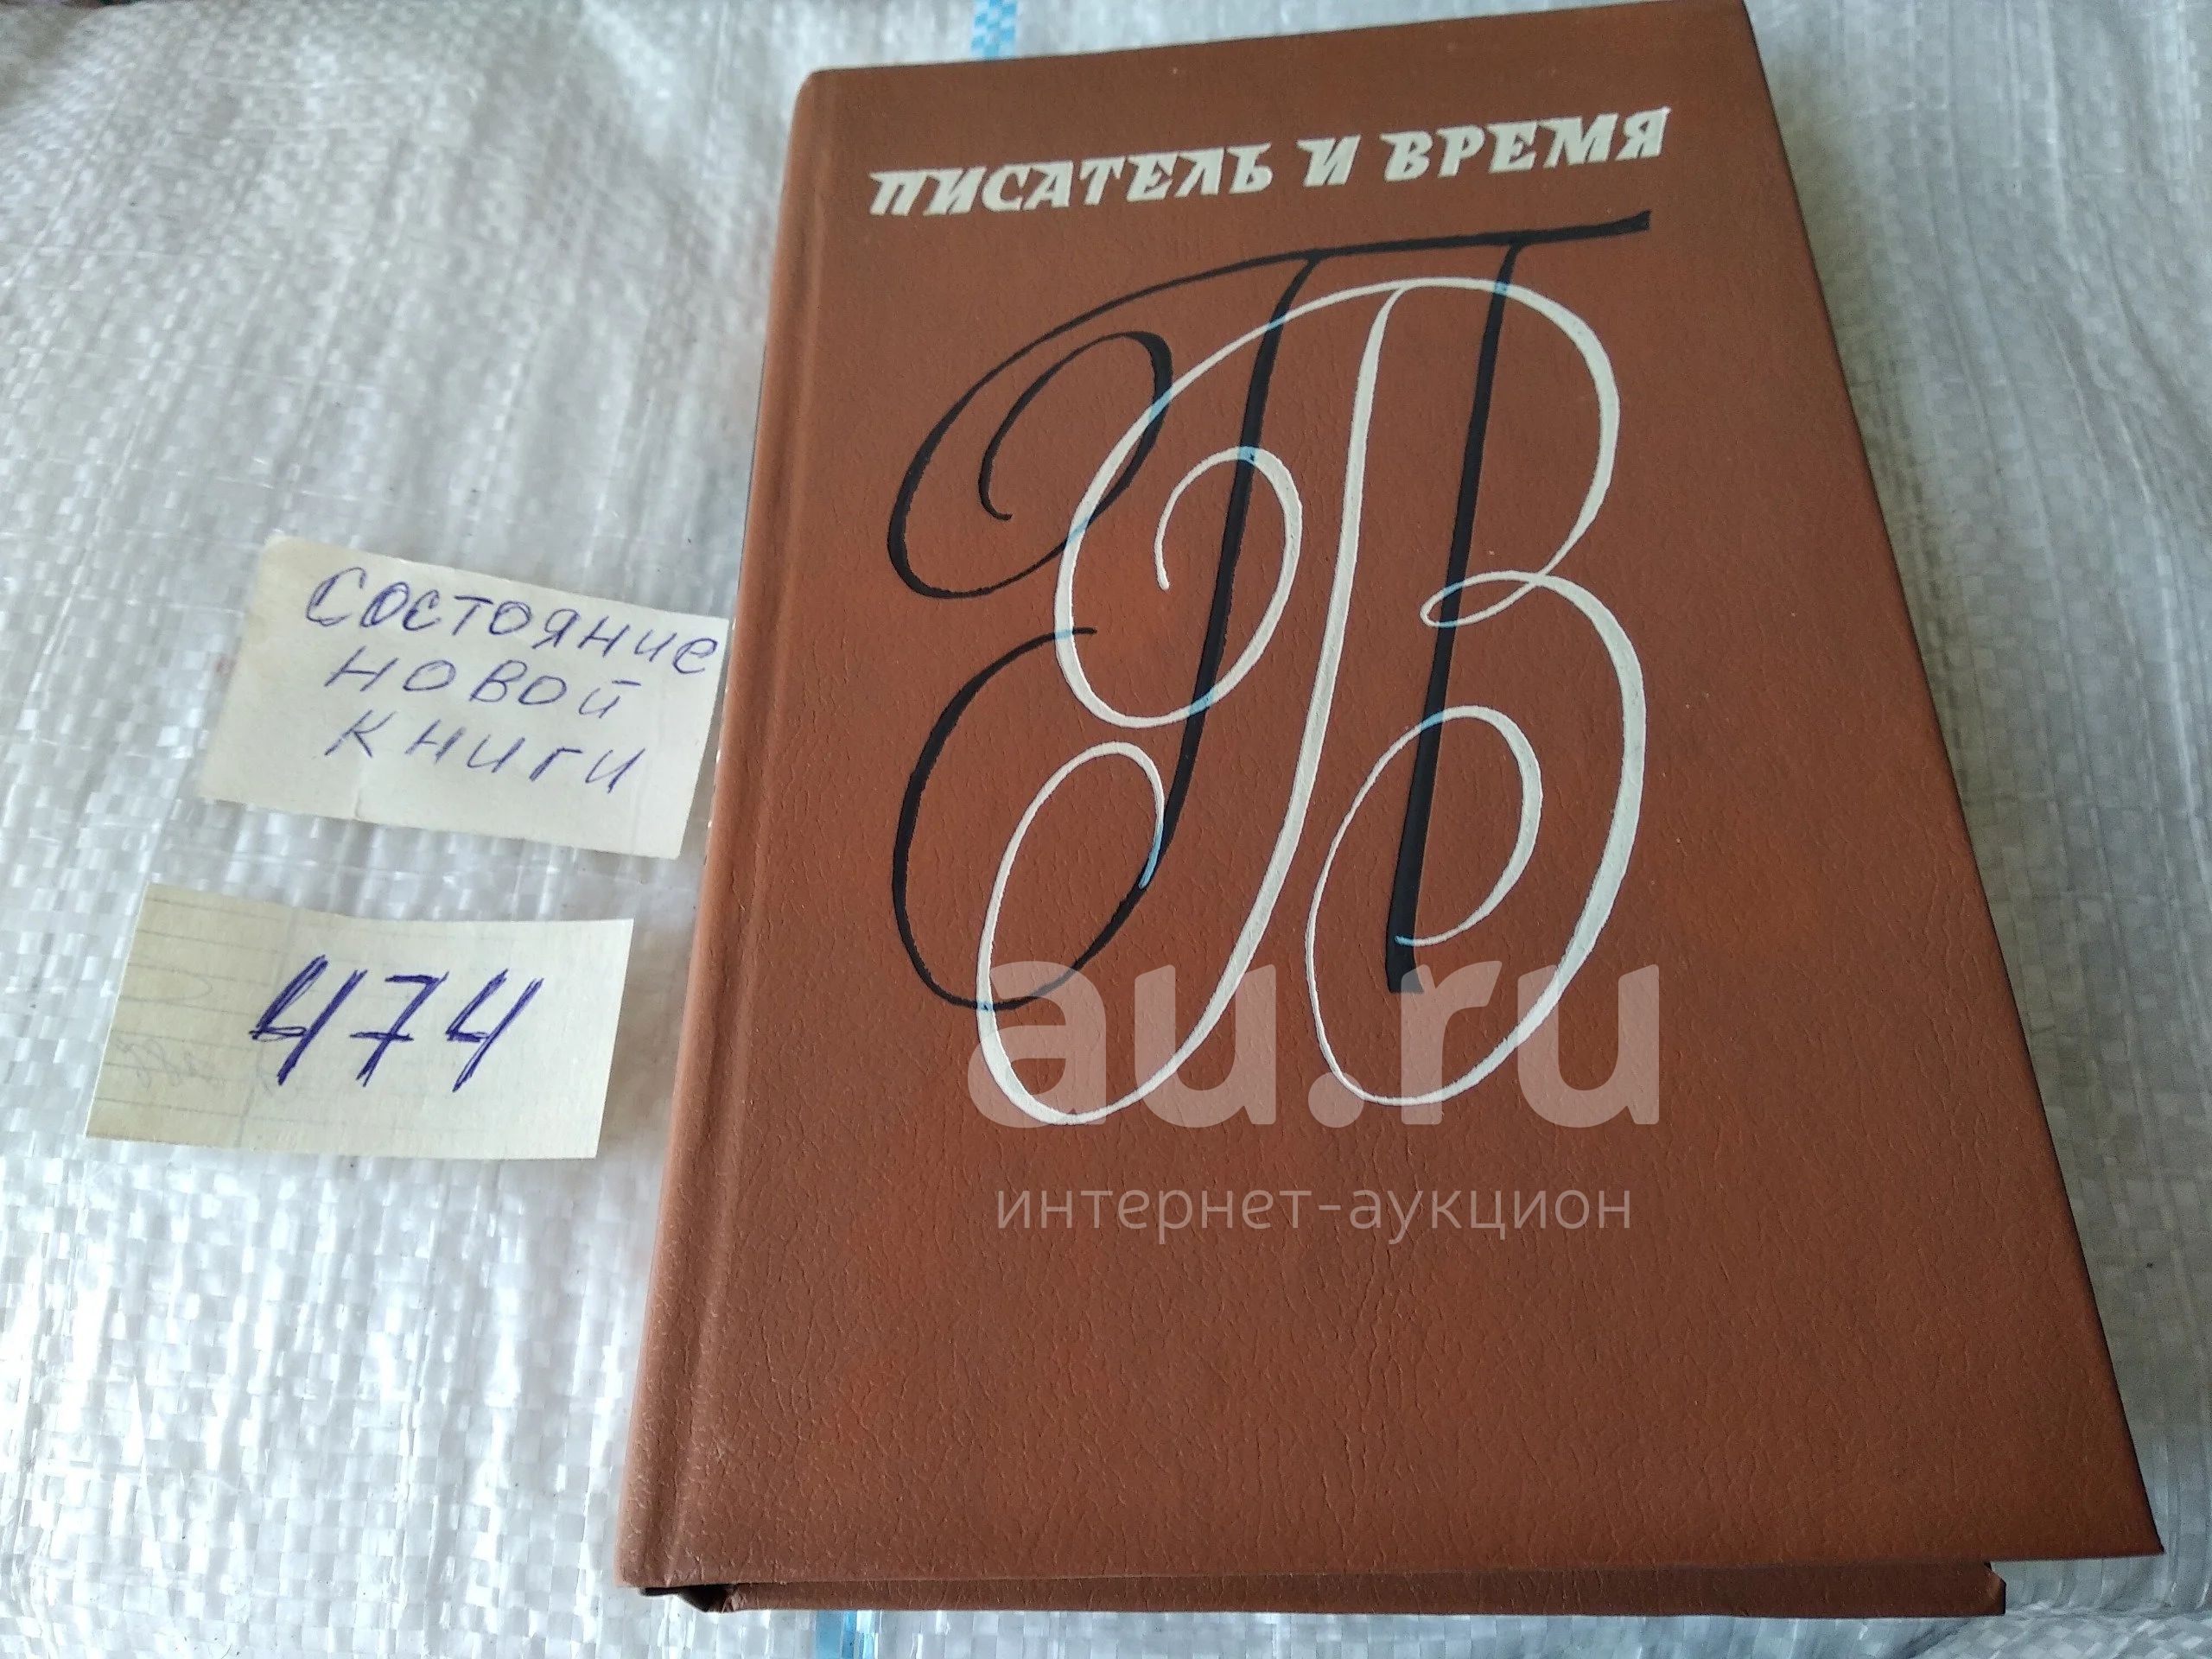 ПИСАТЕЛЬ И ВРЕМЯ
ПВ
СОСТОЯНИЕ
НОВОЙ
КНИГИ
474
au.ru
интернет-аукцион